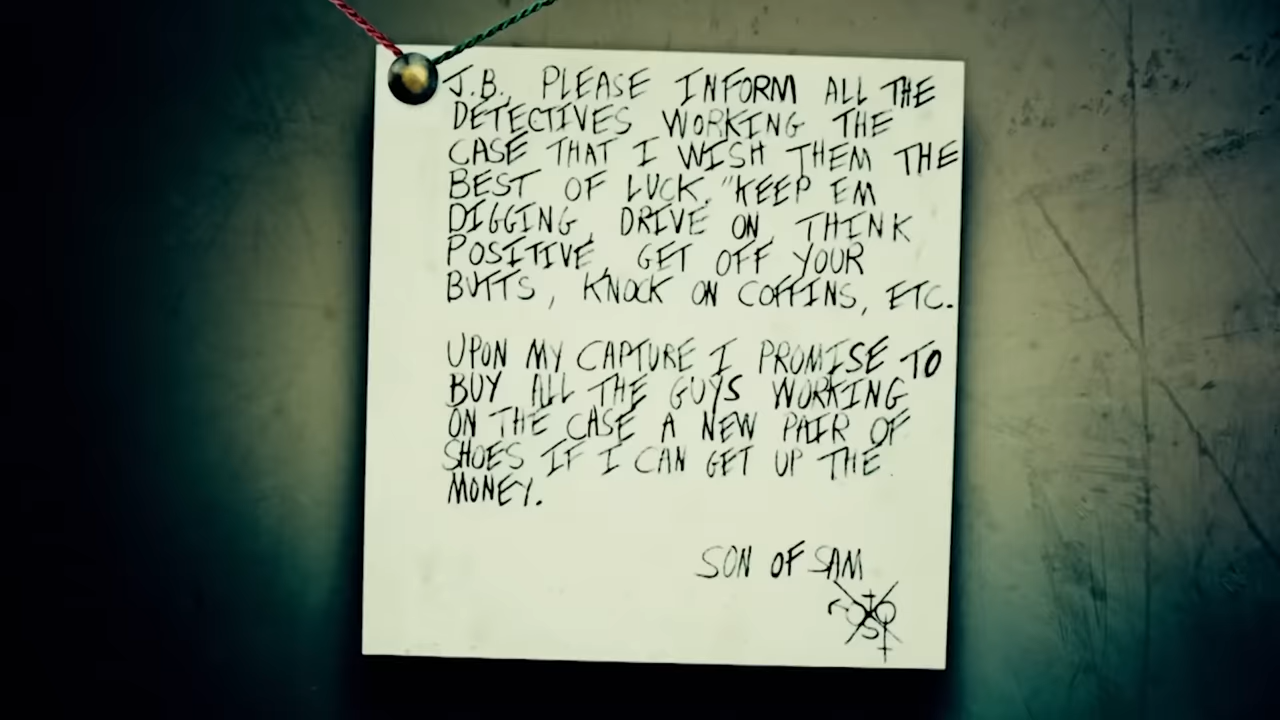 J.B., PLEASE INFORM ALL THE
DETECTIVES WORKING THE
CASE THAT I WISH THEM THE
BEST OF LUCK. "KEEP EM
DIGGING, DRIVE ON, THINK
POSITIVE, GET OFF YOUR
BUTTS, KNOCK ON COFFINS, ETC.
UPON MY CAPTURE I PROMISE TO
BUY ALL THE GUYS WORKING
ON THE CASE A NEW PAIR OF
SHOES IF I CAN GET UP THE
MONEY.
SON OF SAM